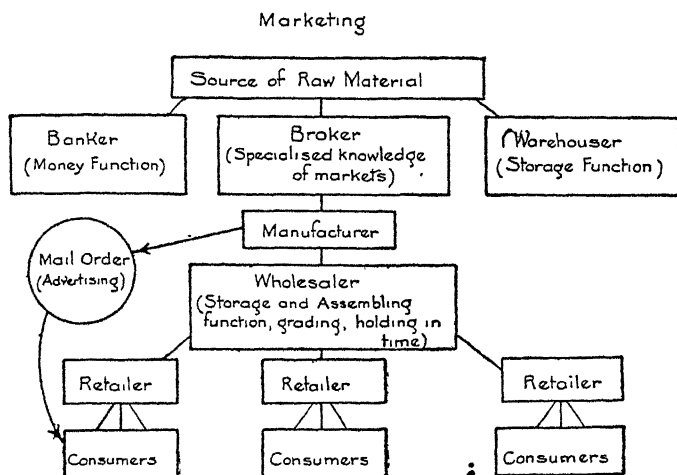 Marketing
Source of Raw Material
Banker
(Money Function)
Broker
(Specialised knowledge
of markets)
Warehouser
(Storage Function)
Manufacturer
Mail Order
(Advertising)
Wholesaler
(Storage and Assembling
function, grading, holding in
time)
Retailer
Retailer
Retailer
Consumers
Consumers
Consumers